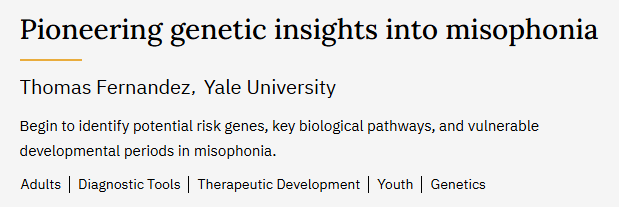 Pioneering genetic insights into misophonia
Thomas Fernandez, Yale University
Begin to identify potential risk genes, key biological pathways, and vulnerable
developmental periods in misophonia.
Adults | Diagnostic Tools | Therapeutic Development | Youth | Genetics